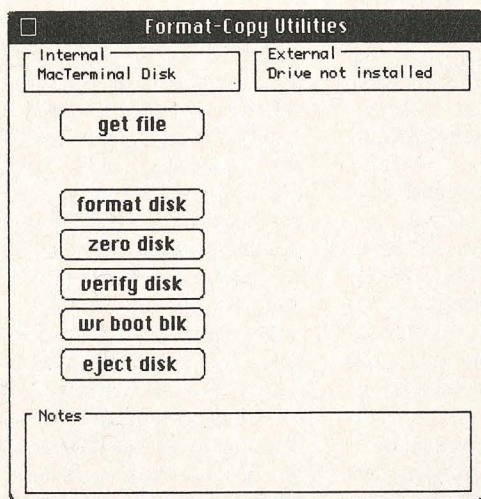 Format-Copy Utilities
Internal
MacTerminal Disk
External
Drive not installed
get file
format disk
zero disk
verify disk
wr boot blk
eject disk
Notes